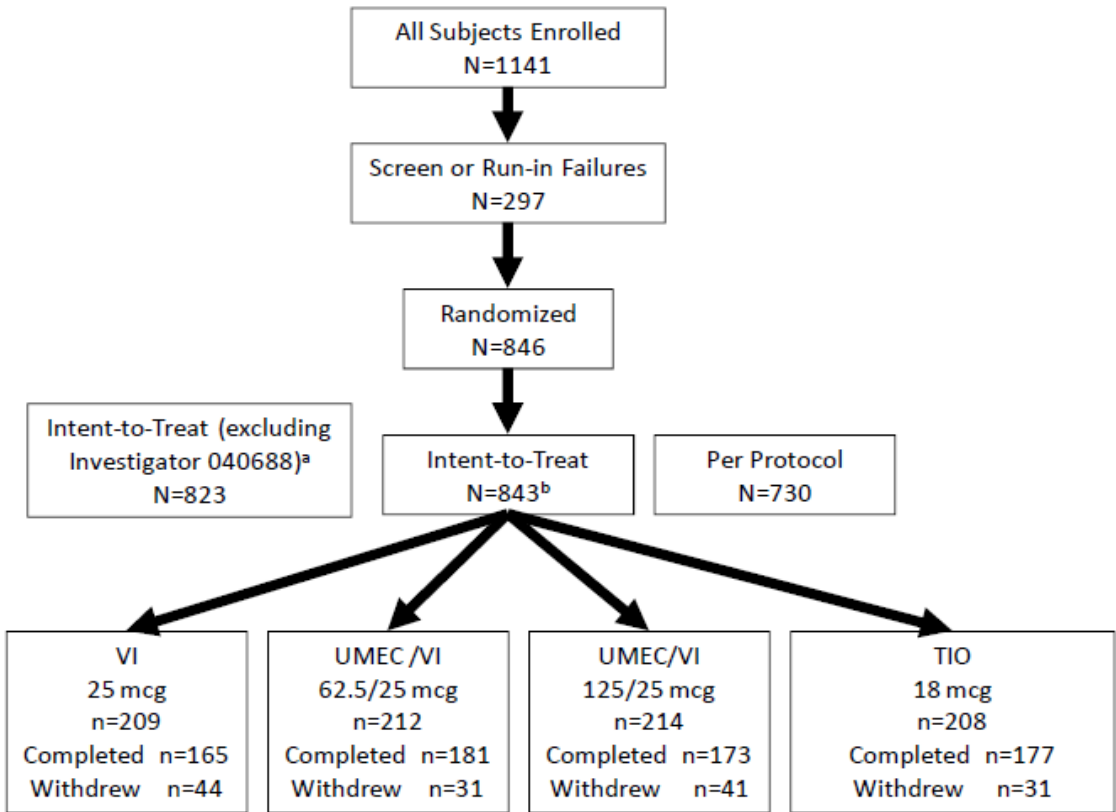 All Subjects Enrolled
N=1141
Screen or Run-in Failures
N=297
Randomized
N=846
Intent-to-Treat (excluding
Investigator 040688)ᵃ
N=823
Intent-to-Treat
N=843ᵇ
Per Protocol
N=730
VI
25 mcg
n=209
Completed n=165
Withdrew n=44
UMEC /VI
62.5/25 mcg
n=212
Completed n=181
Withdrew n=31
UMEC/VI
125/25 mcg
n=214
Completed n=173
Withdrew n=41
TIO
18 mcg
n=208
Completed n=177
Withdrew n=31